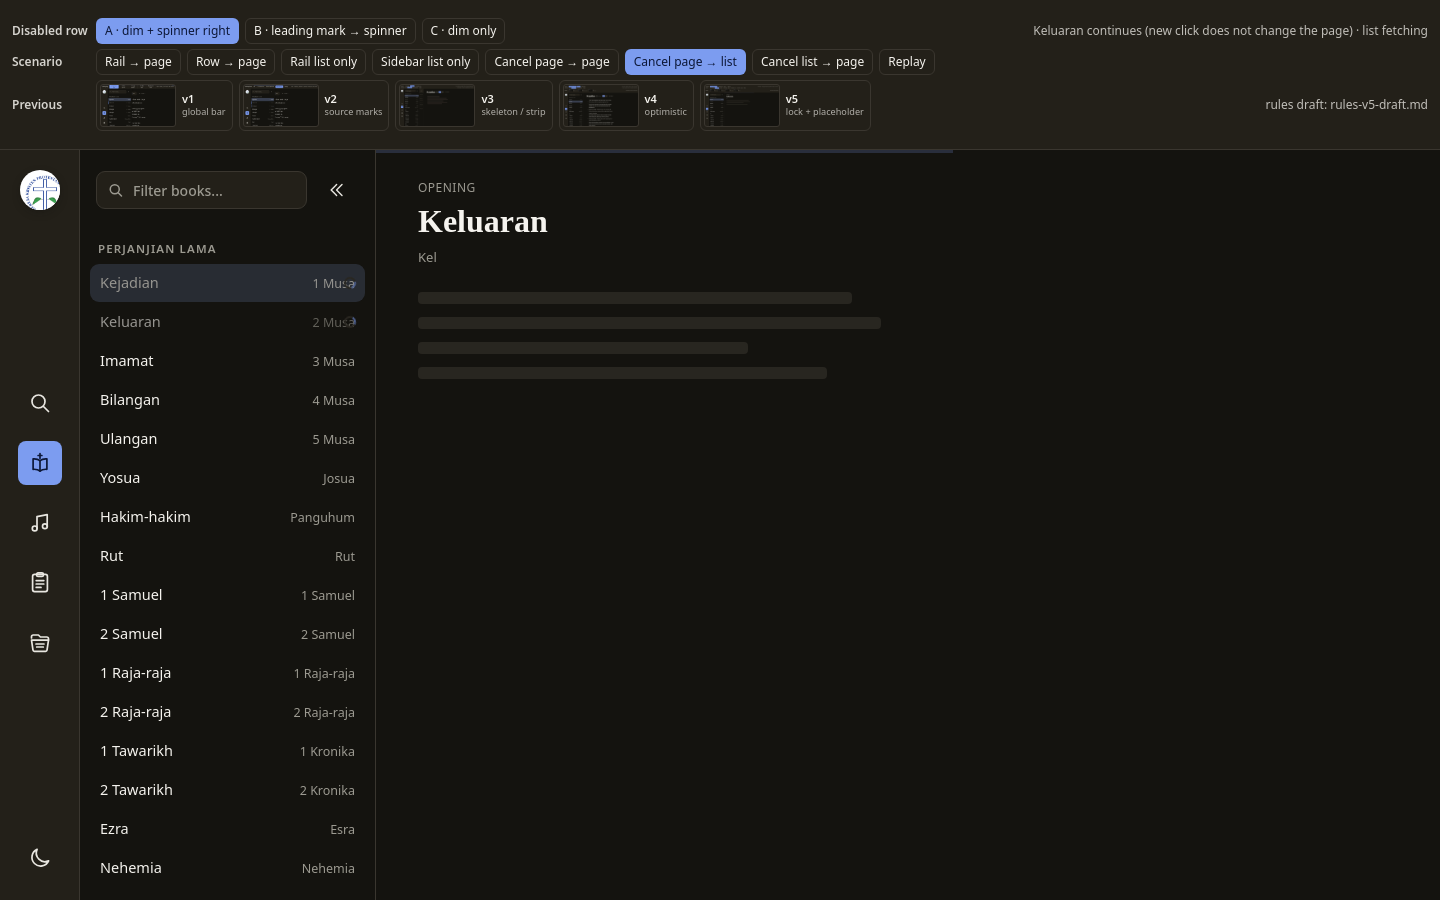 Disabled row A · dim + spinner right B · leading mark → spinner C · dim only Keluaran continues (new click does not change the page) · list fetching
Scenario Rail → page Row → page Rail list only Sidebar list only Cancel page → page Cancel page → list Cancel list → page Replay
Previous v1 global bar v2 source marks v3 skeleton / strip v4 optimistic v5 lock + placeholder rules draft: rules-v5-draft.md
Filter books...
PERJANJIAN LAMA
Kejadian 1 Musa
Keluaran 2 Musa
Imamat 3 Musa
Bilangan 4 Musa
Ulangan 5 Musa
Yosua Josua
Hakim-hakim Panguhum
Rut Rut
1 Samuel 1 Samuel
2 Samuel 2 Samuel
1 Raja-raja 1 Raja-raja
2 Raja-raja 2 Raja-raja
1 Tawarikh 1 Kronika
2 Tawarikh 2 Kronika
Ezra Esra
Nehemia Nehemia
OPENING
Keluaran
Kel